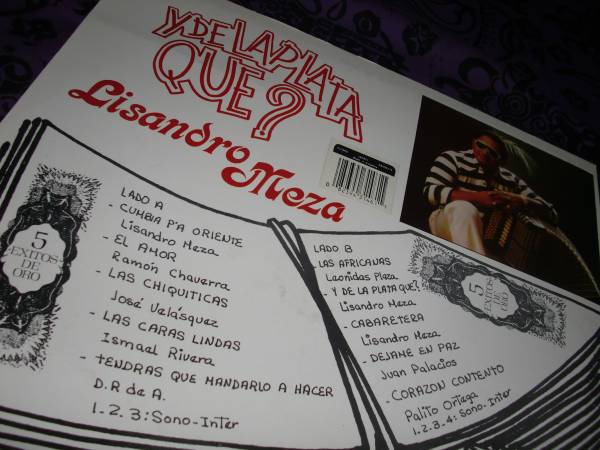 Y DE LA PLATA
QUE?
Lisandro Meza
5
EXITOS
DE
ORO
LADO A
- CUMBIA P'A ORIENTE
Lisandro Meza
- EL AMOR
Ramón Chaverra
- LAS CHIQUITICAS
José Velásquez
- LAS CARAS LINDAS
Ismael Rivera
- TENDRAS QUE MANDARLO A HACER
D.R de A.
1.2.3: Sono-Inter
LADO B
- LAS AFRICANAS
Leonidas Plaza
- Y DE LA PLATA QUE?
Lisandro Meza
- CABARETERA
Lisandro Meza
- DEJAME EN PAZ
Juan Palacios
- CORAZON CONTENTO
Palito Ortega
1.2.3.4: Sono-Inter
5
EXITOS
DE
ORO